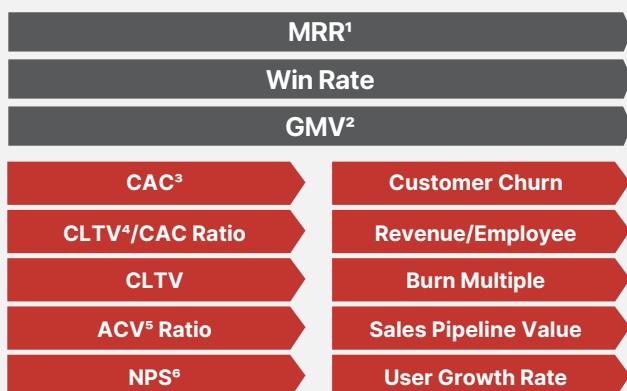 MRR¹
Win Rate
GMV²
CAC³
Customer Churn
CLTV⁴/CAC Ratio
Revenue/Employee
CLTV
Burn Multiple
ACV⁵ Ratio
Sales Pipeline Value
NPS⁶
User Growth Rate